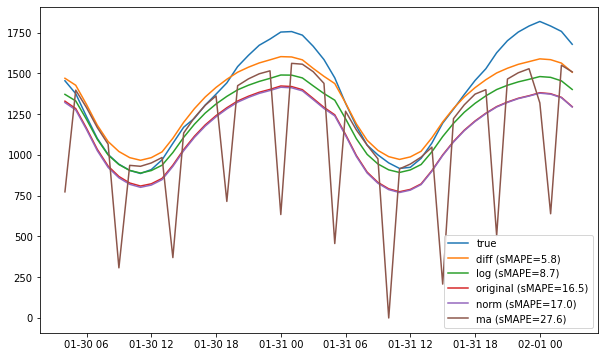 1750
1500
1250
1000
750
500
250
0
01-30 06
01-30 12
01-30 18
01-31 00
01-31 06
01-31 12
01-31 18
02-01 00
true
diff (sMAPE=5.8)
log (sMAPE=8.7)
original (sMAPE=16.5)
norm (sMAPE=17.0)
ma (sMAPE=27.6)